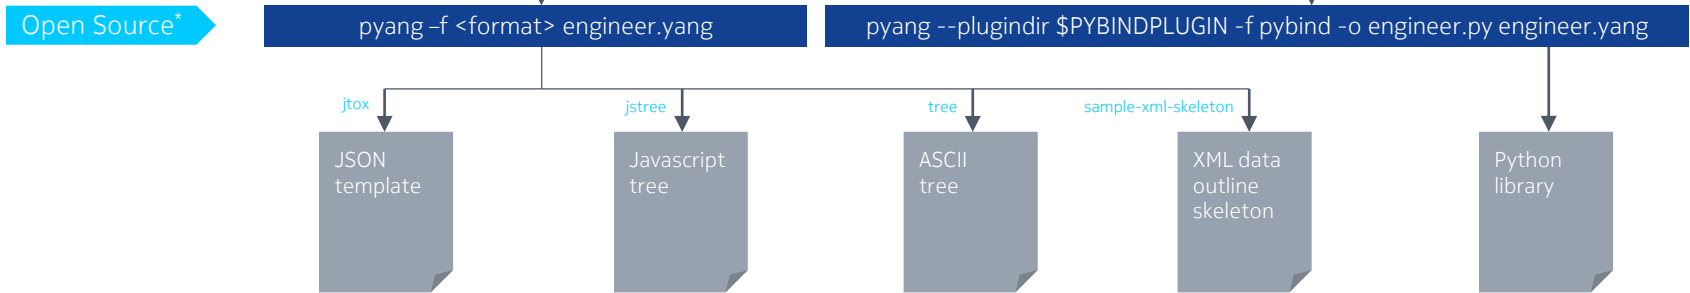 Open Source*
pyang –f <format> engineer.yang
pyang --plugindir $PYBINDPLUGIN -f pybind -o engineer.py engineer.yang
jtox
jstree
tree
sample-xml-skeleton
JSON
template
Javascript
tree
ASCII
tree
XML data
outline
skeleton
Python
library